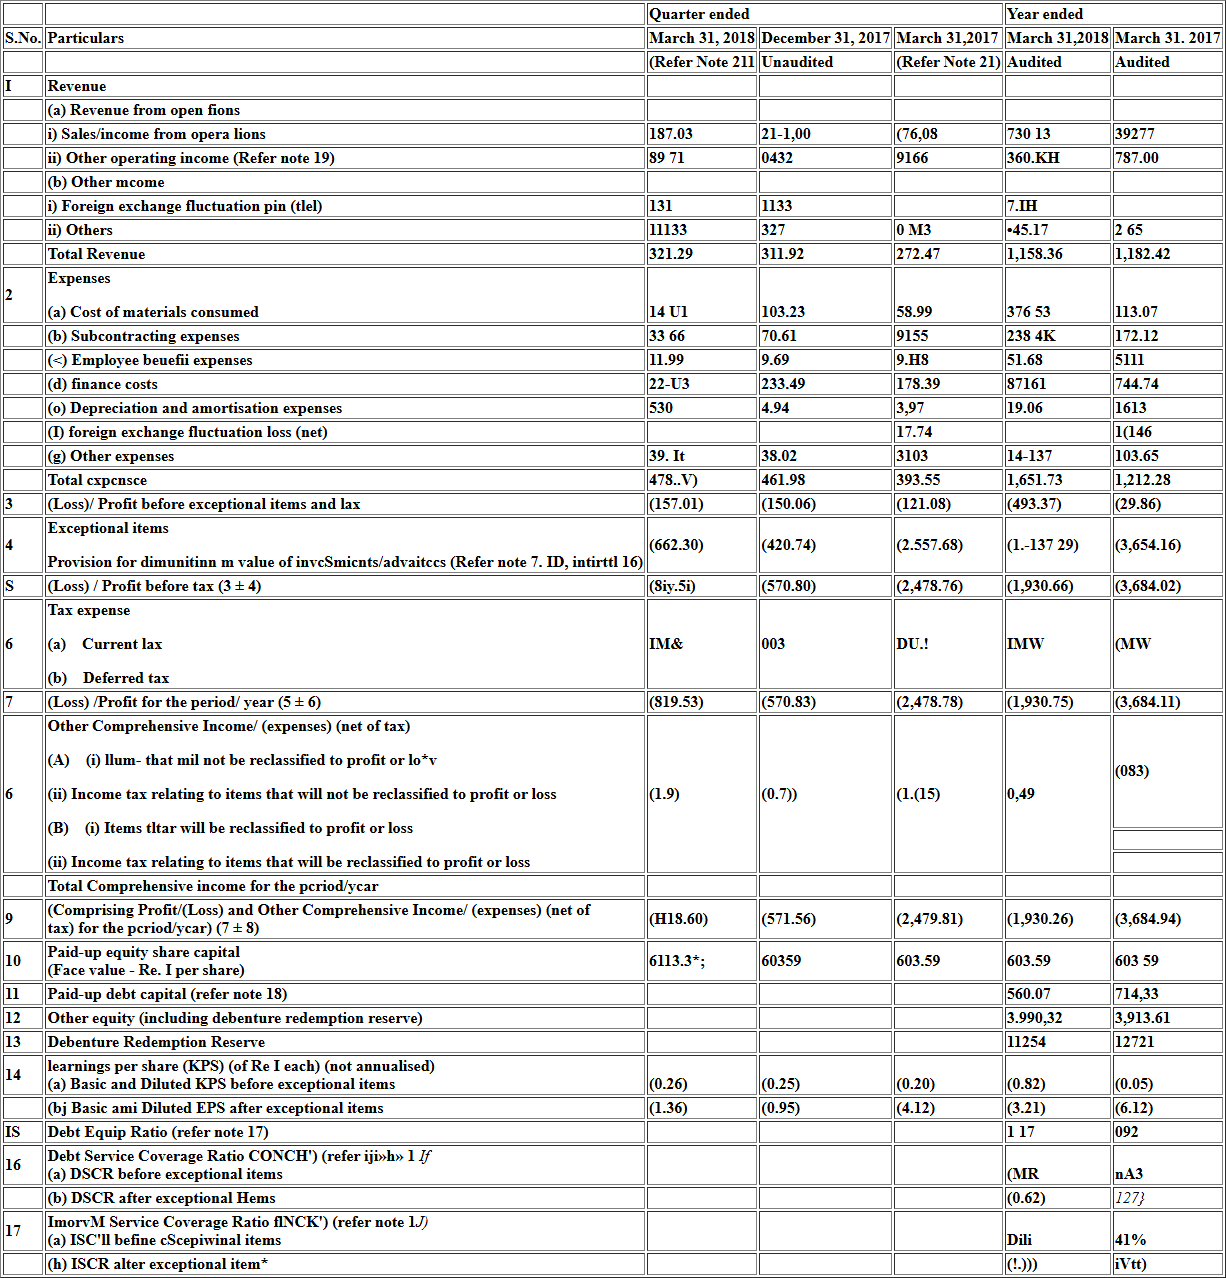 Quarter ended Year ended
S.No. Particulars March 31, 2018 December 31, 2017 March 31,2017 March 31,2018 March 31. 2017
(Refer Note 211 Unaudited (Refer Note 21) Audited Audited
I Revenue
(a) Revenue from open fions
i) Sales/income from opera lions 187.03 21-1,00 (76,08 730 13 39277
ii) Other operating income (Refer note 19) 89 71 0432 9166 360.KH 787.00
(b) Other mcome
i) Foreign exchange fluctuation pin (tlel) 131 1133 7.IH
ii) Others 11133 327 0 M3 •45.17 2 65
Total Revenue 321.29 311.92 272.47 1,158.36 1,182.42
2 Expenses
(a) Cost of materials consumed 14 U1 103.23 58.99 376 53 113.07
(b) Subcontracting expenses 33 66 70.61 9155 238 4K 172.12
(<) Employee beuefii expenses 11.99 9.69 9.H8 51.68 5111
(d) finance costs 22-U3 233.49 178.39 87161 744.74
(o) Depreciation and amortisation expenses 530 4.94 3,97 19.06 1613
(I) foreign exchange fluctuation loss (net) 17.74 1(146
(g) Other expenses 39. It 38.02 3103 14-137 103.65
Total cxpcnsce 478..V) 461.98 393.55 1,651.73 1,212.28
3 (Loss)/ Profit before exceptional items and lax (157.01) (150.06) (121.08) (493.37) (29.86)
4 Exceptional items
Provision for dimunitinn m value of invcSmicnts/advaitccs (Refer note 7. ID, intirttl 16) (662.30) (420.74) (2.557.68) (1.-137 29) (3,654.16)
S (Loss) / Profit before tax (3 ± 4) (8iy.5i) (570.80) (2,478.76) (1,930.66) (3,684.02)
6 Tax expense
(a) Current lax IM& 003 DU.! IMW (MW
(b) Deferred tax
7 (Loss) /Profit for the period/ year (5 ± 6) (819.53) (570.83) (2,478.78) (1,930.75) (3,684.11)
6 Other Comprehensive Income/ (expenses) (net of tax)
(A) (i) llum- that mil not be reclassified to profit or lo*v (083)
(ii) Income tax relating to items that will not be reclassified to profit or loss (1.9) (0.7)) (1.(15) 0,49
(B) (i) Items tltar will be reclassified to profit or loss
(ii) Income tax relating to items that will be reclassified to profit or loss
Total Comprehensive income for the pcriod/ycar
9 (Comprising Profit/(Loss) and Other Comprehensive Income/ (expenses) (net of
tax) for the pcriod/ycar) (7 ± 8) (H18.60) (571.56) (2,479.81) (1,930.26) (3,684.94)
10 Paid-up equity share capital
(Face value - Re. I per share) 6113.3*; 60359 603.59 603.59 603 59
11 Paid-up debt capital (refer note 18) 560.07 714,33
12 Other equity (including debenture redemption reserve) 3.990,32 3,913.61
13 Debenture Redemption Reserve 11254 12721
14 learnings per share (KPS) (of Re I each) (not annualised)
(a) Basic and Diluted KPS before exceptional items (0.26) (0.25) (0.20) (0.82) (0.05)
(bj Basic ami Diluted EPS after exceptional items (1.36) (0.95) (4.12) (3.21) (6.12)
IS Debt Equip Ratio (refer note 17) 1 17 092
16 Debt Service Coverage Ratio CONCH') (refer iji»h» 1 If
(a) DSCR before exceptional items (MR nA3
(b) DSCR after exceptional Hems (0.62) 127}
17 ImorvM Service Coverage Ratio flNCK') (refer note 1J)
(a) ISC'll befine cScepiwinal items Dili 41%
(h) ISCR alter exceptional item* (!.))) iVtt)